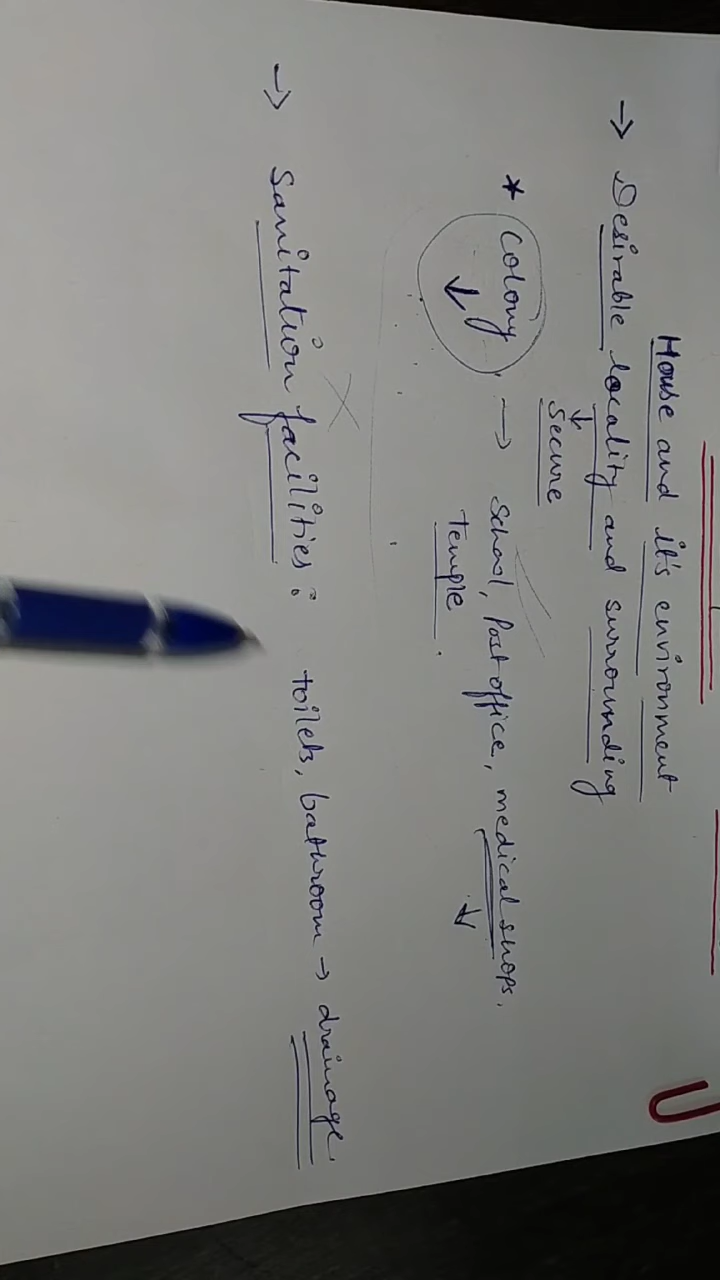 House and it's environment
→ Desirable locality and surrounding
↓
Secure
* Colony → School, Post office, medical shops,
↓ Temple. ↓
→ Sanitation facilities: toilets, bathroom → drainage.